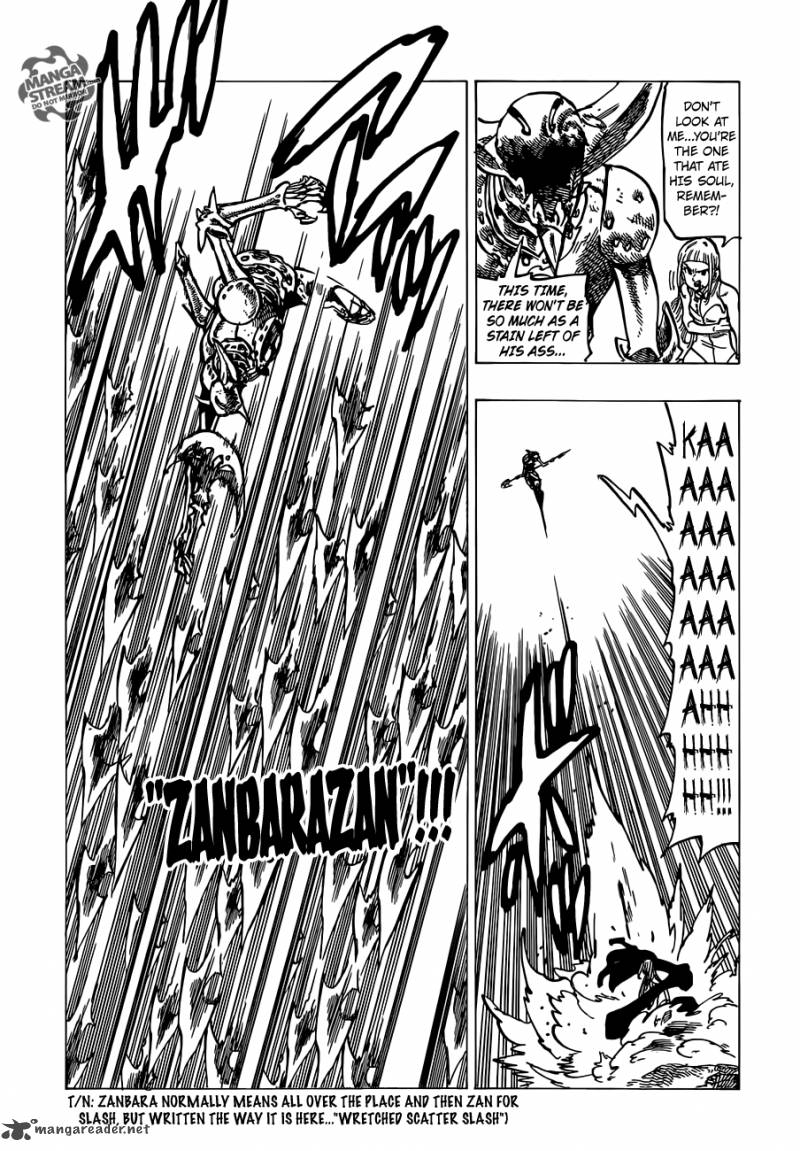 MANGA
STREAM.COM
DO NOT MIRROR
DON'T
LOOK AT
ME...YOU'RE
THE ONE
THAT ATE
HIS SOUL,
REMEM-
BER?!
THIS TIME,
THERE WON'T BE
SO MUCH AS A
STAIN LEFT OF
HIS ASS...
KAA
AAA
AAA
AAA
AAA
AAA
AHH
HHH
HH!!!
"ZANBARAZAN"!!!
T/N: ZANBARA NORMALLY MEANS ALL OVER THE PLACE AND THEN ZAN FOR
SLASH, BUT WRITTEN THE WAY IT IS HERE..."WRETCHED SCATTER SLASH")
mangareader.net